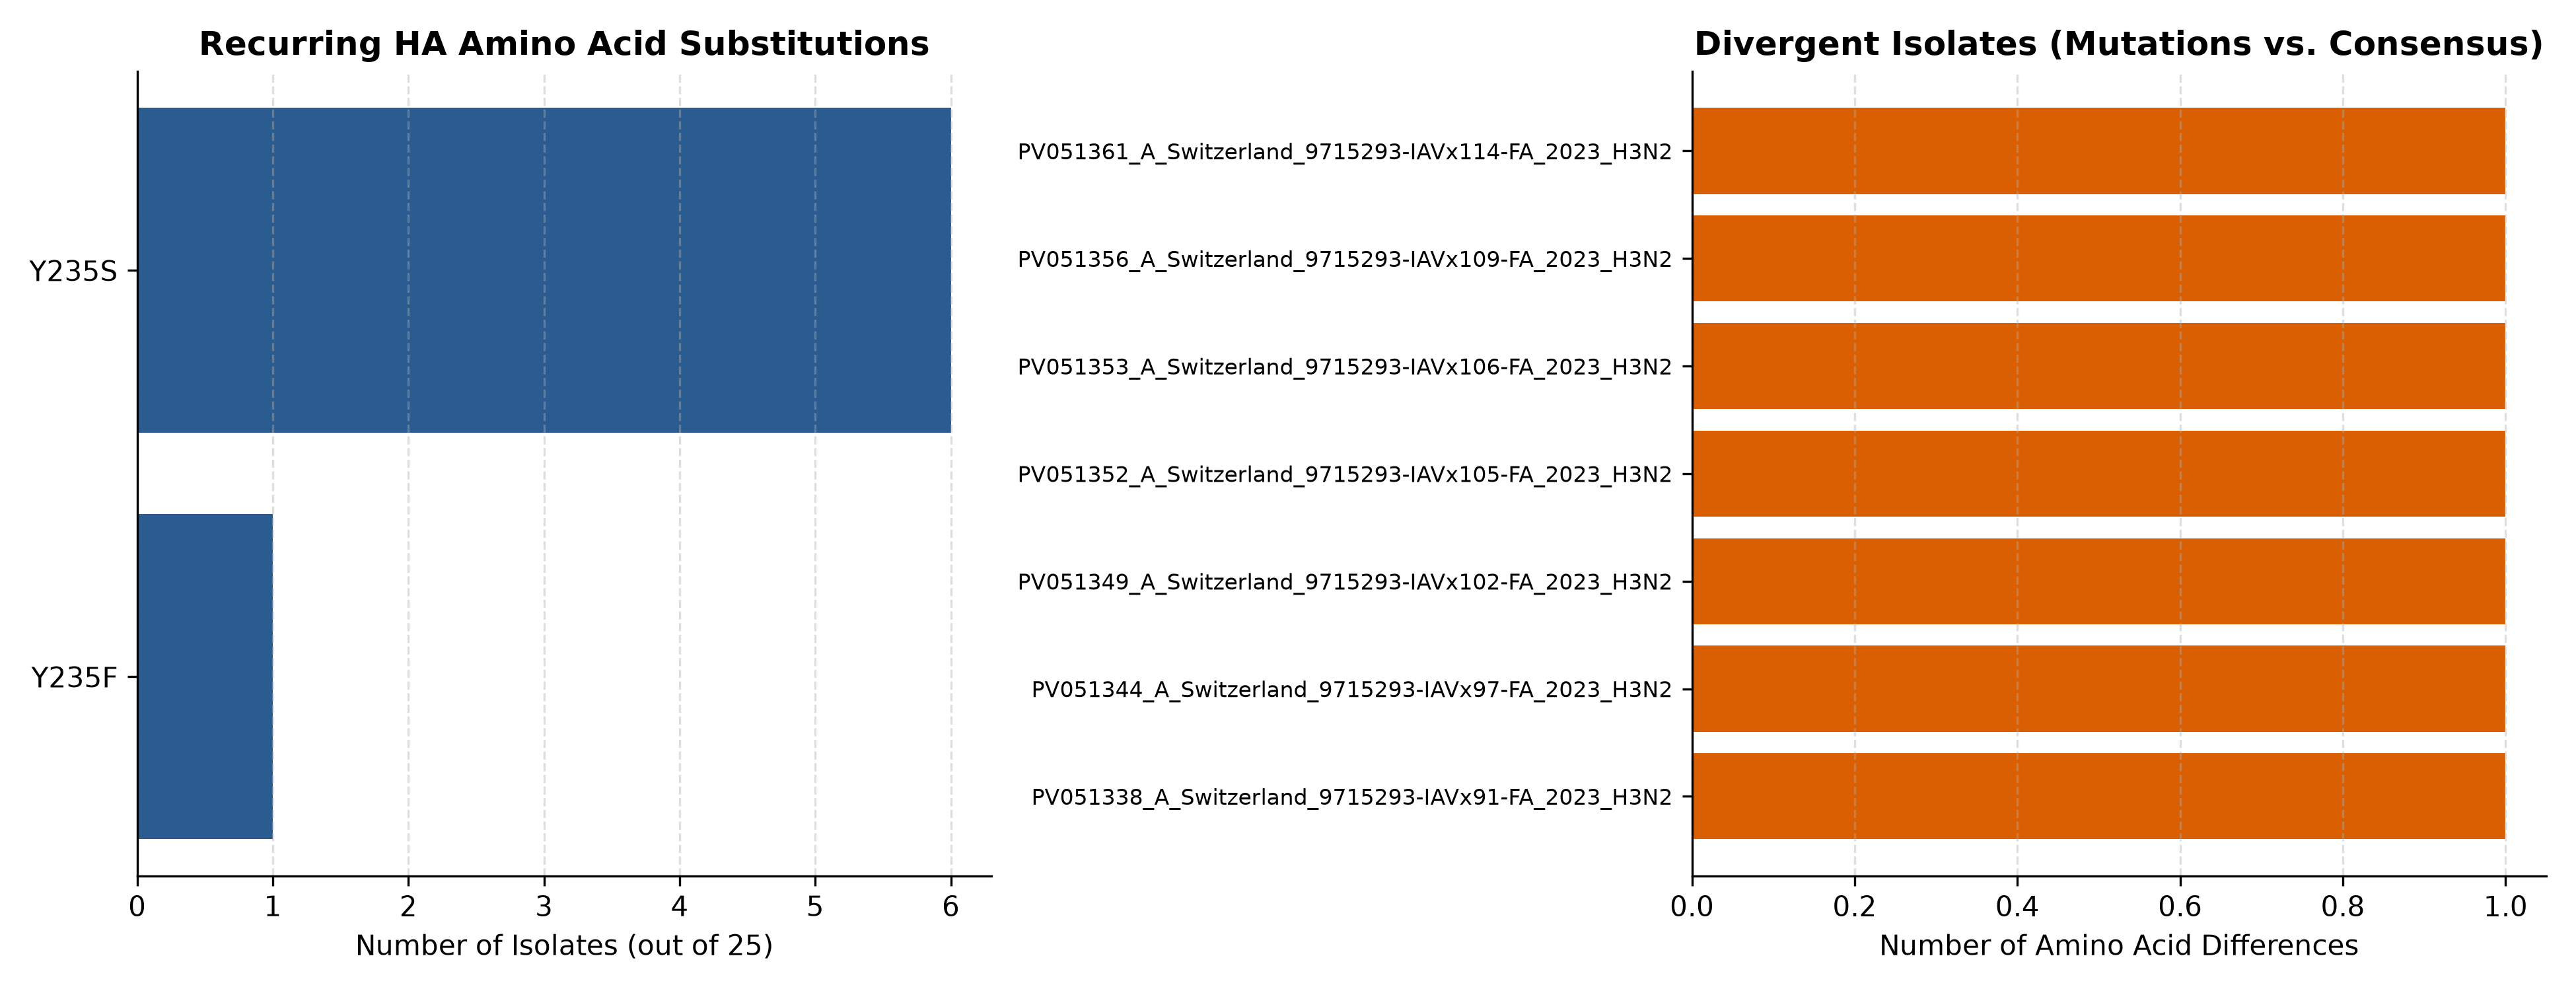 Recurring HA Amino Acid Substitutions
Y235S
Y235F
0 1 2 3 4 5 6
Number of Isolates (out of 25)
Divergent Isolates (Mutations vs. Consensus)
PV051361_A_Switzerland_9715293-IAVx114-FA_2023_H3N2
PV051356_A_Switzerland_9715293-IAVx109-FA_2023_H3N2
PV051353_A_Switzerland_9715293-IAVx106-FA_2023_H3N2
PV051352_A_Switzerland_9715293-IAVx105-FA_2023_H3N2
PV051349_A_Switzerland_9715293-IAVx102-FA_2023_H3N2
PV051344_A_Switzerland_9715293-IAVx97-FA_2023_H3N2
PV051338_A_Switzerland_9715293-IAVx91-FA_2023_H3N2
0.0 0.2 0.4 0.6 0.8 1.0
Number of Amino Acid Differences